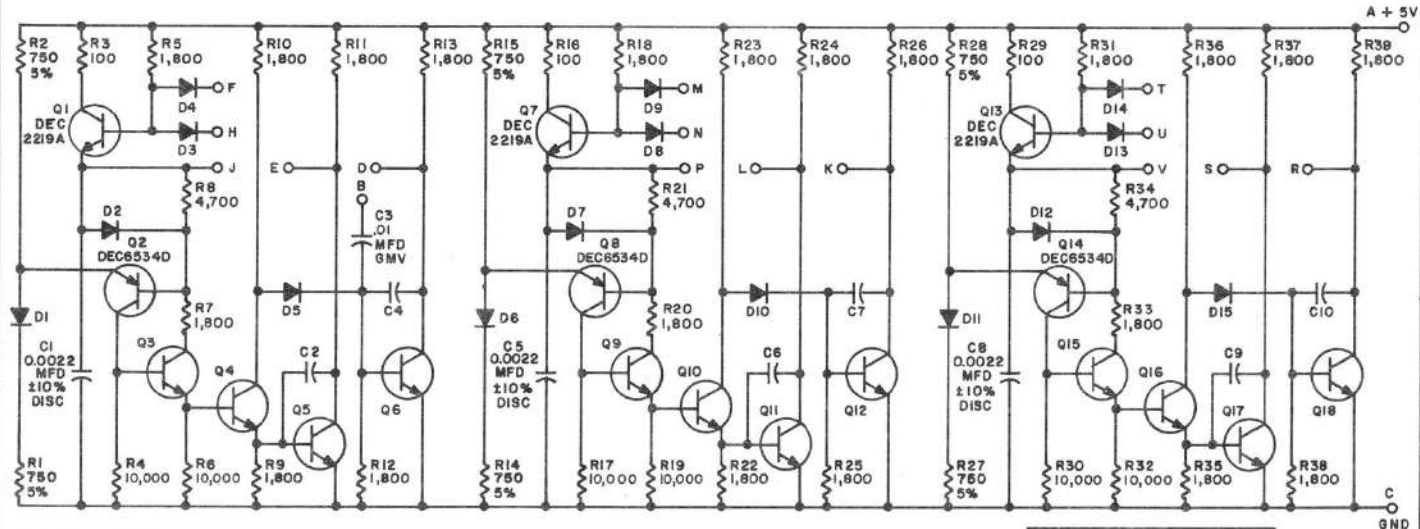 A + 5V
R2
750
5%
R3
100
R5
1,800
R10
1,800
R11
1,800
R13
1,800
R15
750
5%
R16
100
R18
1,800
R23
1,800
R24
1,800
R26
1,800
R28
750
5%
R29
100
R31
1,800
R36
1,800
R37
1,800
R39
1,800
F
D4
H
D3
Q1
DEC
2219A
M
D9
N
D8
Q7
DEC
2219A
T
D14
U
D13
Q13
DEC
2219A
J
E
D
B
P
L
K
V
S
R
R8
4,700
R21
4,700
R34
4,700
D2
Q2
DEC6534D
C3
.01
MFD
GMV
D7
Q8
DEC6534D
D12
Q14
DEC6534D
R7
1,800
D5
C4
R20
1,800
D10
C7
R33
1,800
D15
C10
D1
C1
0.0022
MFD
±10%
DISC
Q3
Q4
C2
Q5
Q6
D6
C5
0.0022
MFD
±10%
DISC
Q9
Q10
C6
Q11
Q12
D11
C8
0.0022
MFD
±10%
DISC
Q15
Q16
C9
Q17
Q18
R1
750
5%
R4
10,000
R6
10,000
R9
1,800
R12
1,800
R14
750
5%
R17
10,000
R19
10,000
R22
1,800
R25
1,800
R27
750
5%
R30
10,000
R32
10,000
R35
1,800
R38
1,800
C
GND